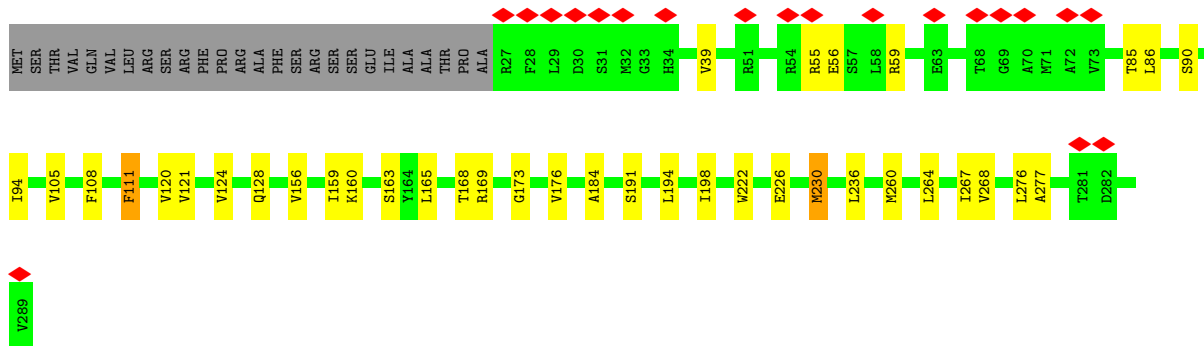 MET SER THR VAL GLN VAL LEU ARG SER ARG PHE PRO ARG ALA PHE SER ARG SER SER GLU ILE ALA ALA THR PRO ALA R27 F28 L29 D30 S31 M32 G33 H34 V39 R51 R54 R55 E56 S57 L58 R59 E63 T68 G69 A70 M71 A72 V73 T85 L86 S90
I94 V105 F108 F111 V120 V121 V124 Q128 V156 I159 K160 S163 Y164 L165 T168 R169 G173 V176 A184 S191 L194 I198 W222 E226 M230 L236 M260 L264 I267 V268 L276 A277 T281 D282
V289